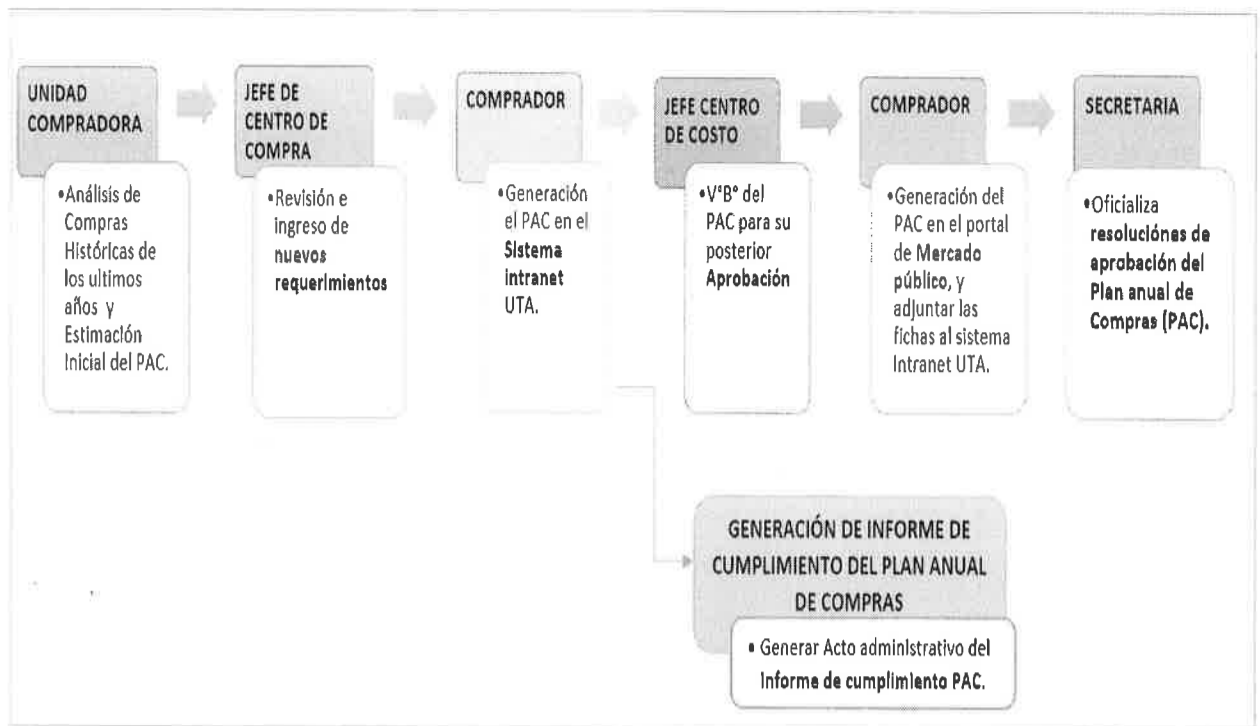 UNIDAD
COMPRADORA
•Análisis de
Compras
Históricas de
los ultimos
años y
Estimación
Inicial del PAC.
JEFE DE
CENTRO DE
COMPRA
•Revisión e
ingreso de
nuevos
requerimientos
COMPRADOR
•Generación
el PAC en el
Sistema
intranet
UTA.
JEFE CENTRO
DE COSTO
•V°B° del
PAC para su
posterior
Aprobación
COMPRADOR
•Generación del
PAC en el portal
de Mercado
público, y
adjuntar las
fichas al sistema
Intranet UTA.
SECRETARIA
•Oficializa
resoluciónes de
aprobación del
Plan anual de
Compras (PAC).
GENERACIÓN DE INFORME DE
CUMPLIMIENTO DEL PLAN ANUAL
DE COMPRAS
• Generar Acto administrativo del
Informe de cumplimiento PAC.